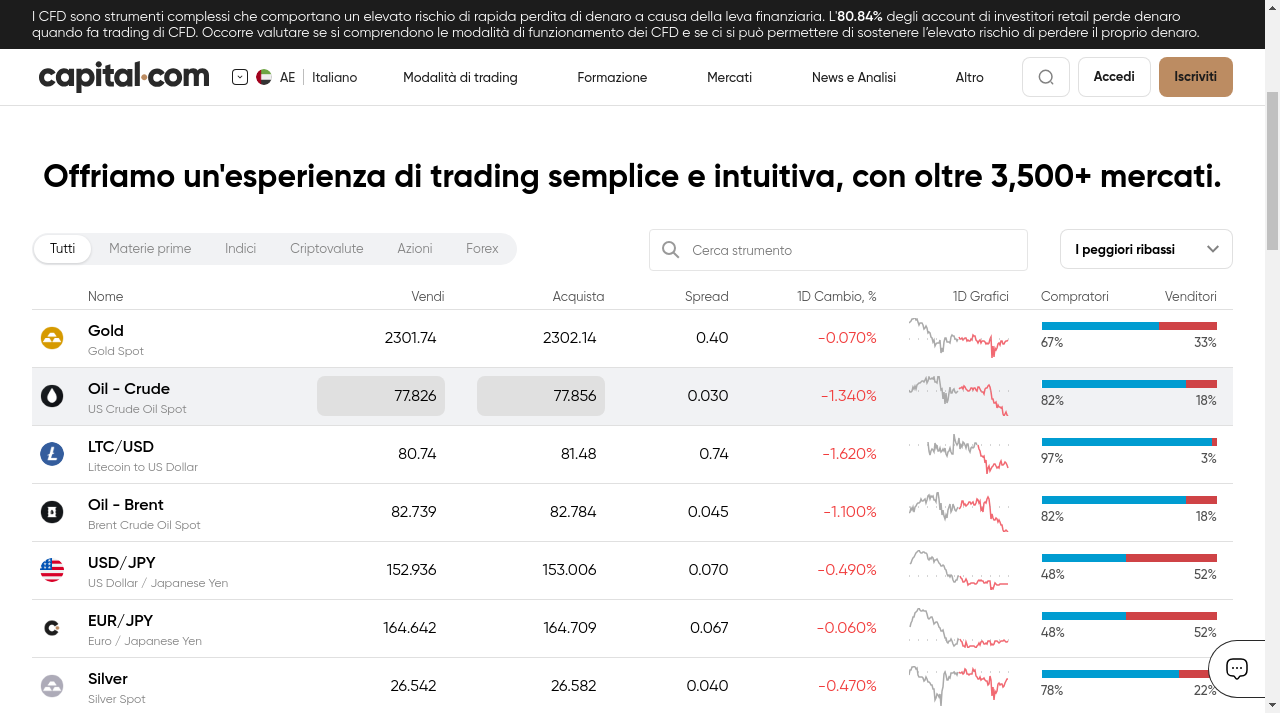 I CFD sono strumenti complessi che comportano un elevato rischio di rapida perdita di denaro a causa della leva finanziaria. L'80.84% degli account di investitori retail perde denaro
quando fa trading di CFD. Occorre valutare se si comprendono le modalità di funzionamento dei CFD e se ci si può permettere di sostenere l'elevato rischio di perdere il proprio denaro.
capital.com AE Italiano Modalità di trading Formazione Mercati News e Analisi Altro Accedi Iscriviti
Offriamo un'esperienza di trading semplice e intuitiva, con oltre 3,500+ mercati.
Tutti Materie prime Indici Criptovalute Azioni Forex Cerca strumento I peggiori ribassi
Nome Vendi Acquista Spread 1D Cambio, % 1D Grafici Compratori Venditori
Gold 2301.74 2302.14 0.40 -0.070% 67% 33%
Gold Spot
Oil - Crude 77.826 77.856 0.030 -1.340% 82% 18%
US Crude Oil Spot
LTC/USD 80.74 81.48 0.74 -1.620% 97% 3%
Litecoin to US Dollar
Oil - Brent 82.739 82.784 0.045 -1.100% 82% 18%
Brent Crude Oil Spot
USD/JPY 152.936 153.006 0.070 -0.490% 48% 52%
US Dollar / Japanese Yen
EUR/JPY 164.642 164.709 0.067 -0.060% 48% 52%
Euro / Japanese Yen
Silver 26.542 26.582 0.040 -0.470% 78% 22%
Silver Spot